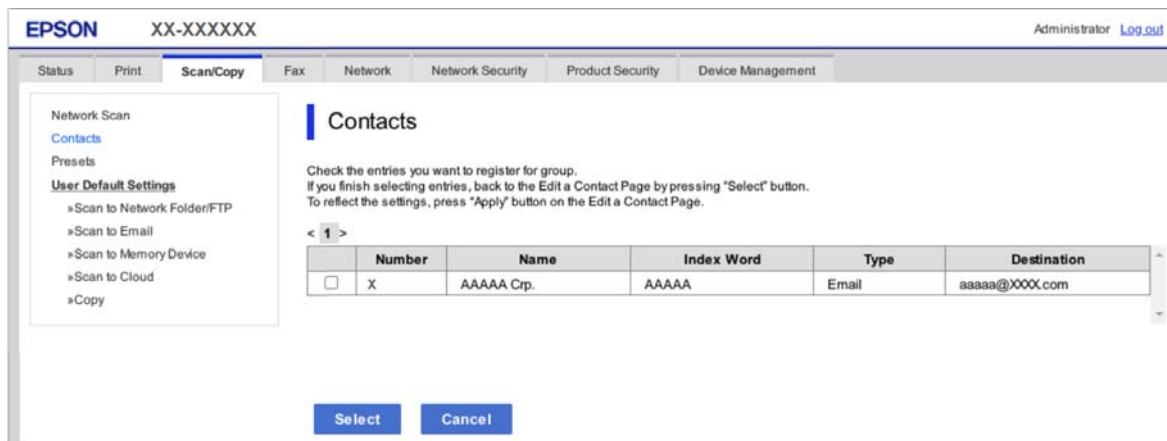 EPSON XX-XXXXXX Administrator Log out
Status Print Scan/Copy Fax Network Network Security Product Security Device Management
Network Scan
Contacts
Presets
User Default Settings
»Scan to Network Folder/FTP
»Scan to Email
»Scan to Memory Device
»Scan to Cloud
»Copy
Contacts
Check the entries you want to register for group.
If you finish selecting entries, back to the Edit a Contact Page by pressing "Select" button.
To reflect the settings, press "Apply" button on the Edit a Contact Page.
< 1 >
Number Name Index Word Type Destination
X AAAAA Crp. AAAAA Email aaaaa@XXXX.com
Select Cancel